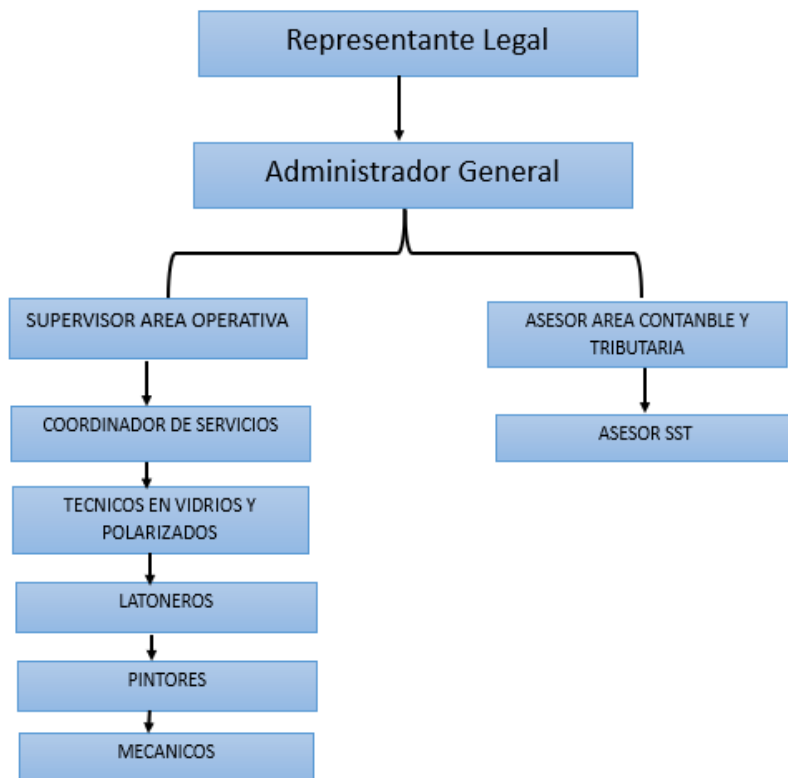 Representante Legal
Administrador General
SUPERVISOR AREA OPERATIVA
ASESOR AREA CONTANBLE Y
TRIBUTARIA
COORDINADOR DE SERVICIOS
ASESOR SST
TECNICOS EN VIDRIOS Y
POLARIZADOS
LATONEROS
PINTORES
MECANICOS